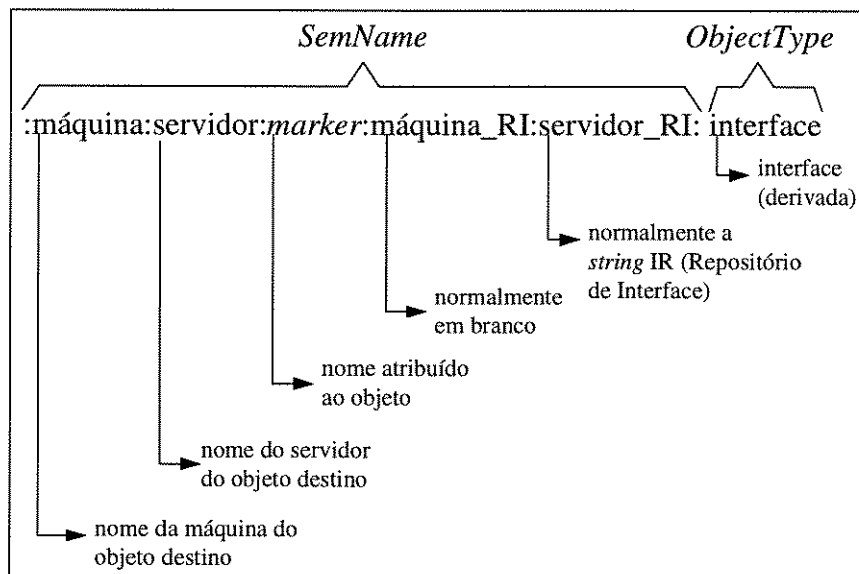 SemName ObjectType
:máquina:servidor:marker:máquina_RI:servidor_RI: interface
interface
(derivada)
normalmente a
string IR (Repositório
de Interface)
normalmente
em branco
nome atribuído
ao objeto
nome do servidor
do objeto destino
nome da máquina do
objeto destino